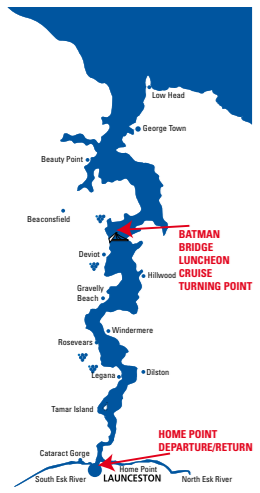 Low Head
George Town
Beauty Point
Beaconsfield
BATMAN
BRIDGE
LUNCHEON
CRUISE
TURNING POINT
Deviot
Hillwood
Gravelly
Beach
Windermere
Rosevears
Legana
Dilston
Tamar Island
HOME POINT
DEPARTURE/RETURN
Cataract Gorge
Home Point
South Esk River
LAUNCESTON
North Esk River